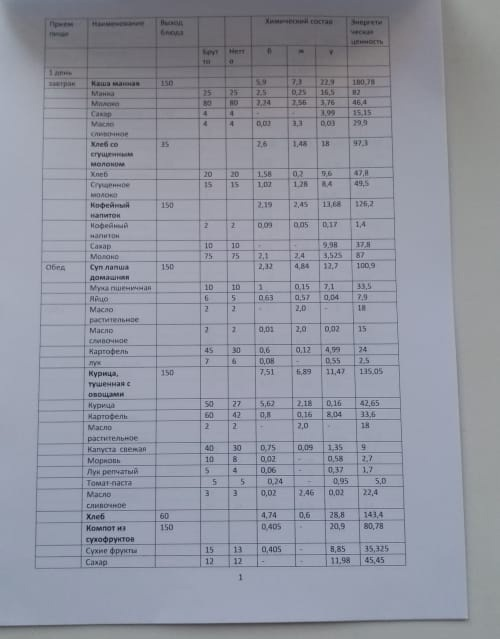 Прием Наименование Выход Химический состав Энергети
пищи блюда ческая
ценность
Брут Нетт б ж у
то о
1 день
завтрак Каша манная 150 5,9 7,3 22,9 180,78
Манка 25 25 2,5 0,25 16,5 82
Молоко 80 80 2,24 2,56 3,76 46,4
Сахар 4 4 - - 3,99 15,15
Масло 4 4 0,02 3,3 0,03 29,9
сливочное
Хлеб со 35 2,6 1,48 18 97,3
сгущенным
молоком
Хлеб 20 20 1,58 0,2 9,6 47,8
Сгущенное 15 15 1,02 1,28 8,4 49,5
молоко
Кофейный 150 2,19 2,45 13,68 126,2
напиток
Кофейный 2 2 0,09 0,05 0,17 1,4
напиток
Сахар 10 10 - - 9,98 37,8
Молоко 75 75 2,1 2,4 3,525 87
Обед Суп лапша 150 2,32 4,84 12,7 100,9
домашняя
Мука пшеничная 10 10 1 0,15 7,1 33,5
Яйцо 6 5 0,63 0,57 0,04 7,9
Масло 2 2 - 2,0 - 18
растительное
Масло 2 2 0,01 2,0 0,02 15
сливочное
Картофель 45 30 0,6 0,12 4,99 24
лук 7 6 0,08 - 0,55 2,5
Курица, 150 7,51 6,89 11,47 135,05
тушенная с
овощами
Курица 50 27 5,62 2,18 0,16 42,65
Картофель 60 42 0,8 0,16 8,04 33,6
Масло 2 2 - 2,0 - 18
растительное
Капуста свежая 40 30 0,75 0,09 1,35 9
Морковь 10 8 0,02 - 0,58 2,7
Лук репчатый 5 4 0,06 - 0,37 1,7
Томат-паста 5 5 0,24 - 0,95 5,0
Масло 3 3 0,02 2,46 0,02 22,4
сливочное
Хлеб 60 4,74 0,6 28,8 143,4
Компот из 150 0,405 - 20,9 80,78
сухофруктов
Сухие фрукты 15 13 0,405 - 8,85 35,325
Сахар 12 12 - - 11,98 45,45
1